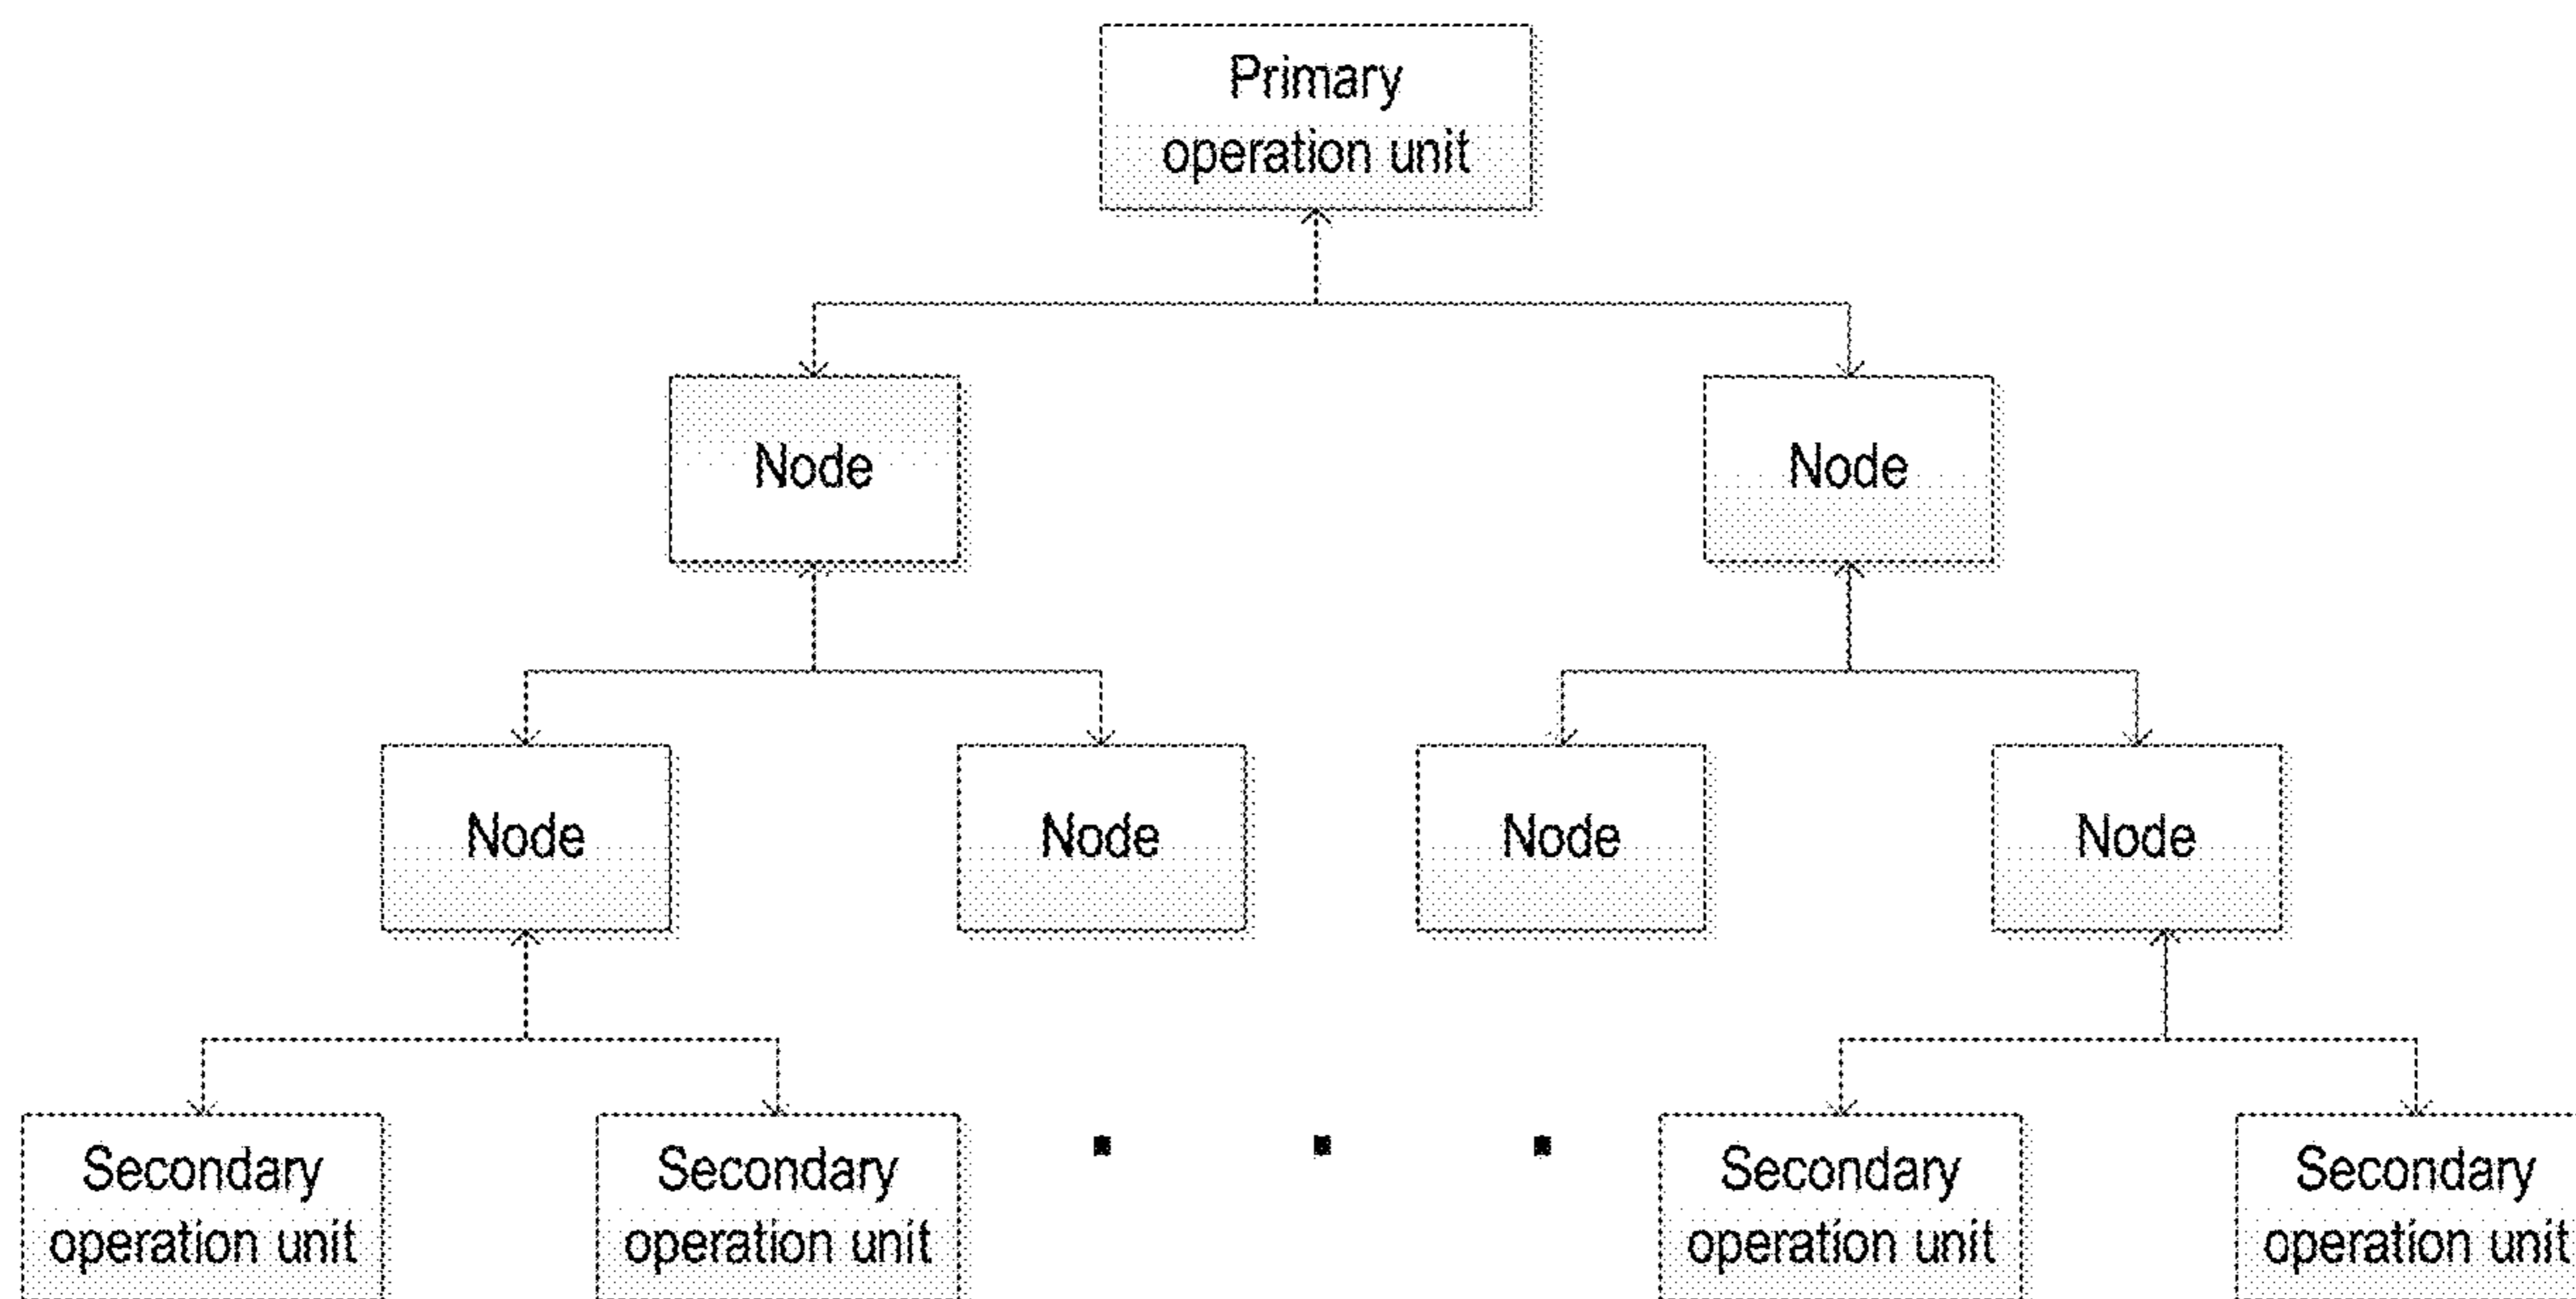 Primary
operation unit
Node
Node
Node
Node
Node
Node
Secondary
operation unit
Secondary
operation unit
Secondary
operation unit
Secondary
operation unit